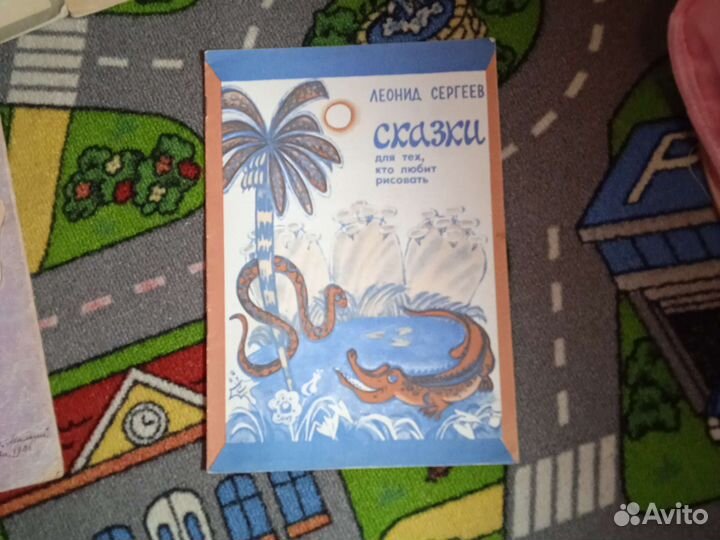 ЛЕОНИД СЕРГЕЕВ
Сказки
для тех,
кто любит
рисовать
P
Avito